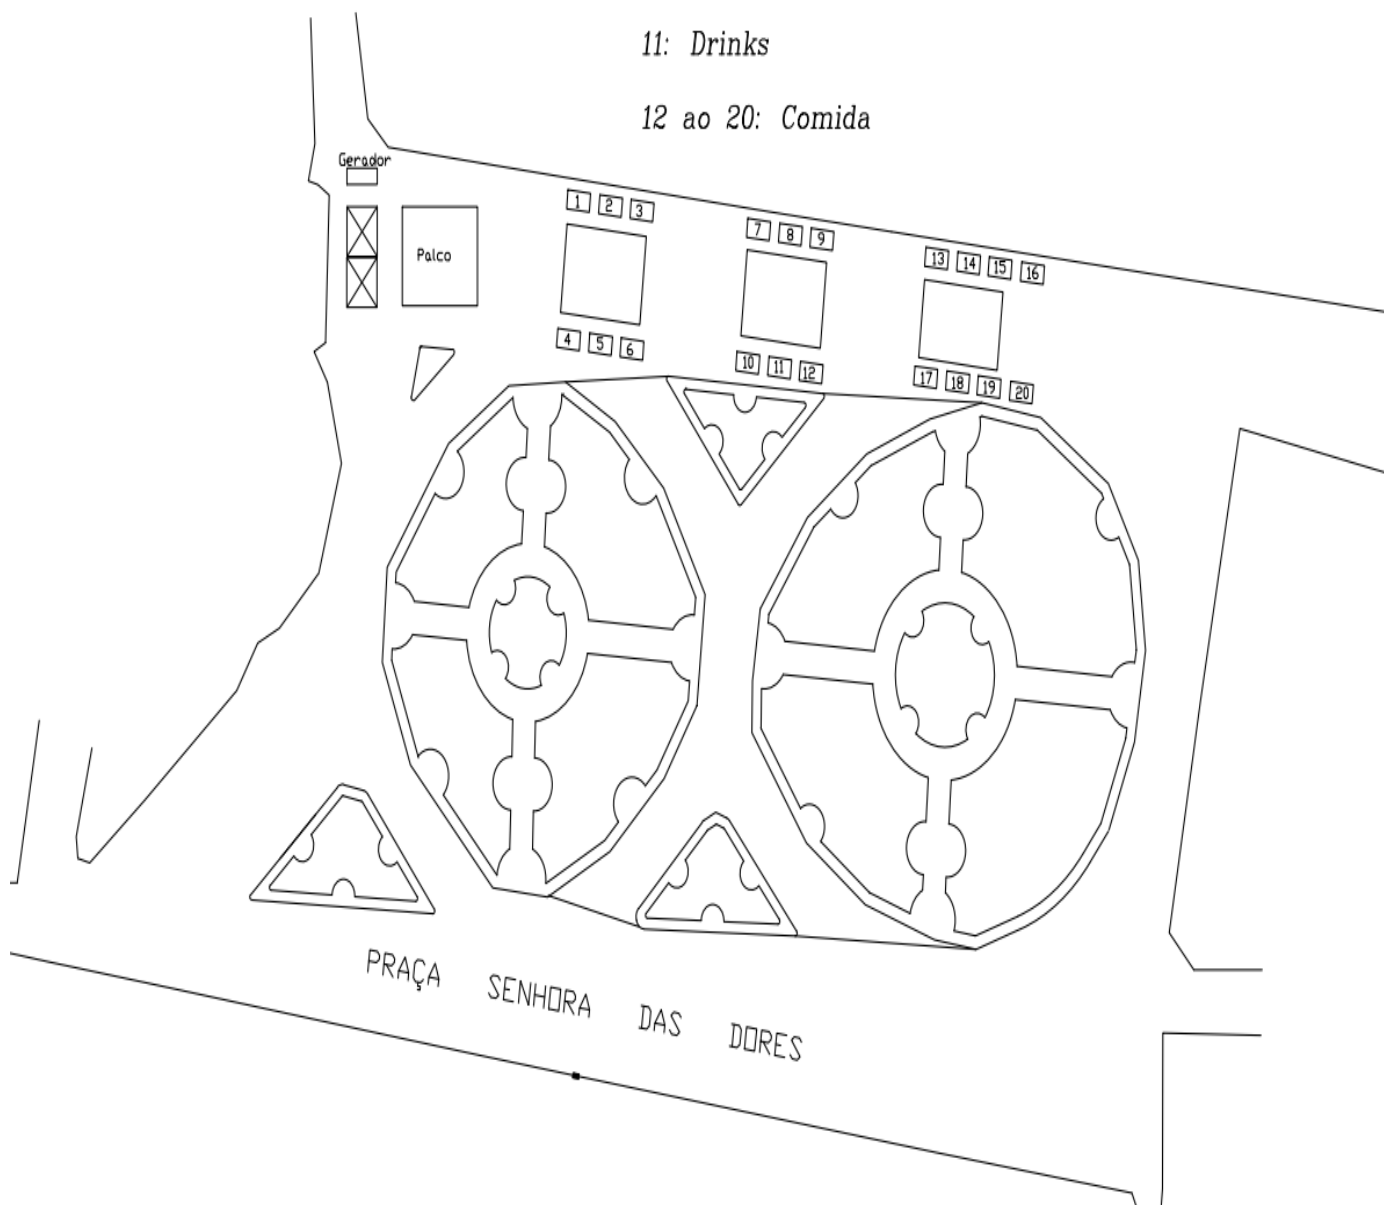 11: Drinks
12 ao 20: Comida
Gerador
Palco
1 2 3
4 5 6
7 8 9
10 11 12
13 14 15 16
17 18 19 20
PRAÇA SENHORA DAS DORES